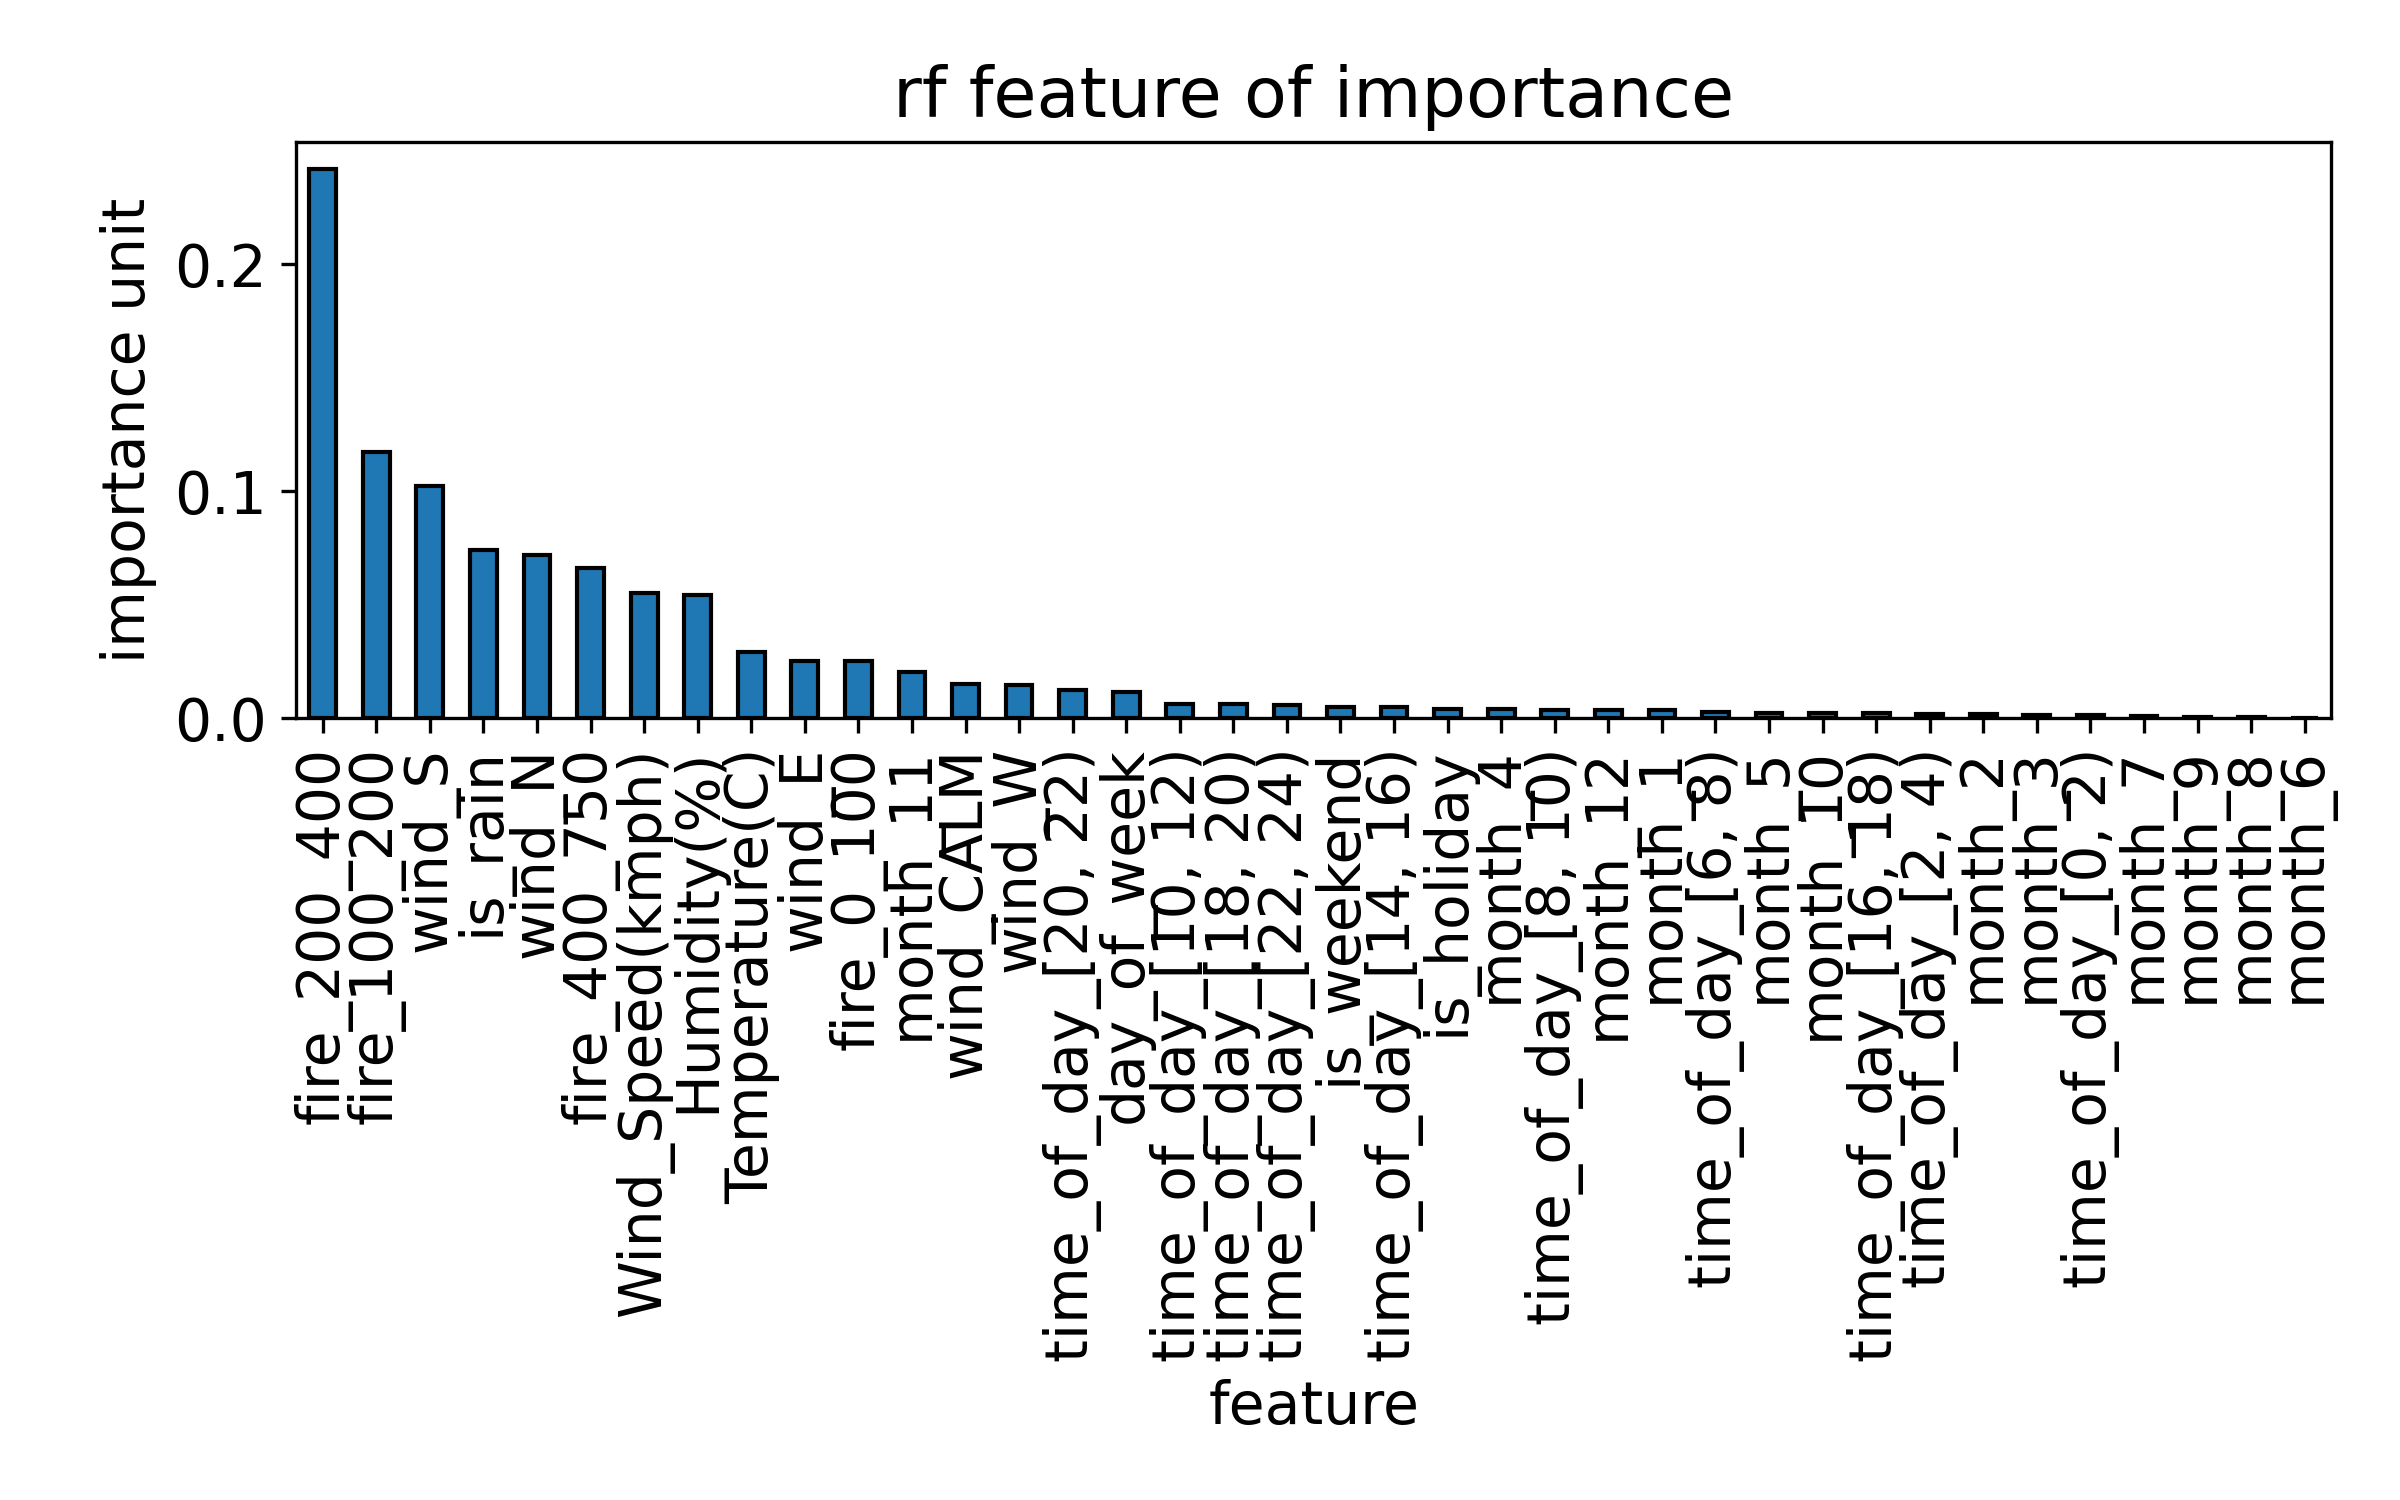 rf feature of importance
importance unit
0.2
0.1
0.0
fire_200_400
fire_100_200
wind_S
is_rain
wind_N
fire_400_750
Wind_Speed(kmph)
Humidity(%)
Temperature(C)
wind_E
fire_0_100
month_11
wind_CALM
wind_W
time_of_day_[20, 22)
day_of_week
time_of_day_[10, 12)
time_of_day_[18, 20)
time_of_day_[22, 24)
is_weekend
time_of_day_[14, 16)
is_holiday
month_4
time_of_day_[8, 10)
month_12
month_1
time_of_day_[6, 8)
month_5
month_10
time_of_day_[16, 18)
time_of_day_[2, 4)
month_2
month_3
time_of_day_[0, 2)
month_7
month_9
month_8
month_6
feature